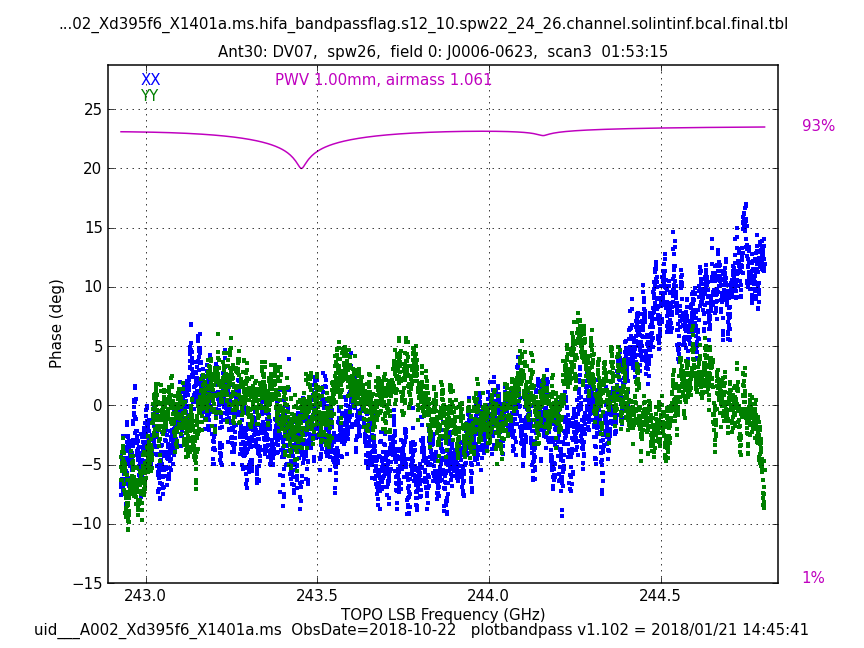 ...02_Xd395f6_X1401a.ms.hifa_bandpassflag.s12_10.spw22_24_26.channel.solintinf.bcal.final.tbl
Ant30: DV07, spw26, field 0: J0006-0623, scan3 01:53:15
XX PWV 1.00mm, airmass 1.061
YY
25
93%
20
15
10
5
0
−5
−10
−15
1%
Phase (deg)
243.0 243.5 244.0 244.5
TOPO LSB Frequency (GHz)
uid___A002_Xd395f6_X1401a.ms ObsDate=2018-10-22 plotbandpass v1.102 = 2018/01/21 14:45:41